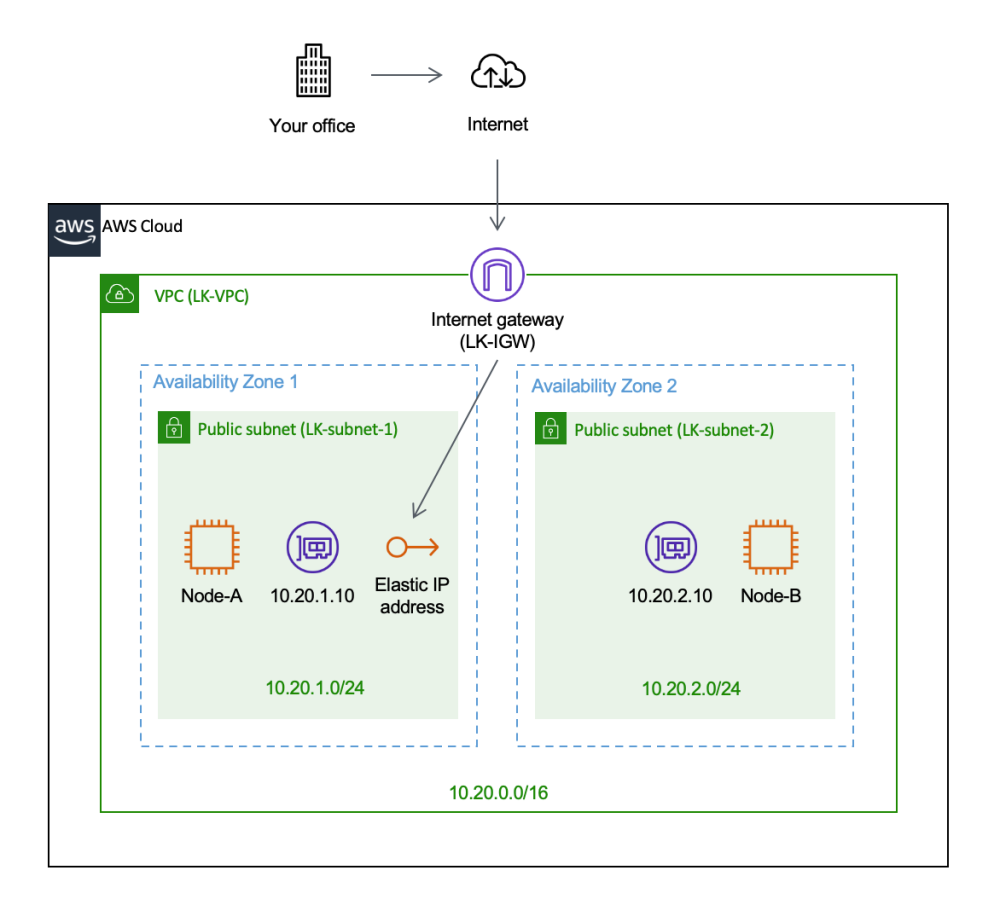 Your office
Internet
aws
AWS Cloud
VPC (LK-VPC)
Internet gateway
(LK-IGW)
Availability Zone 1
Public subnet (LK-subnet-1)
Node-A
10.20.1.10
Elastic IP
address
10.20.1.0/24
Availability Zone 2
Public subnet (LK-subnet-2)
10.20.2.10
Node-B
10.20.2.0/24
10.20.0.0/16